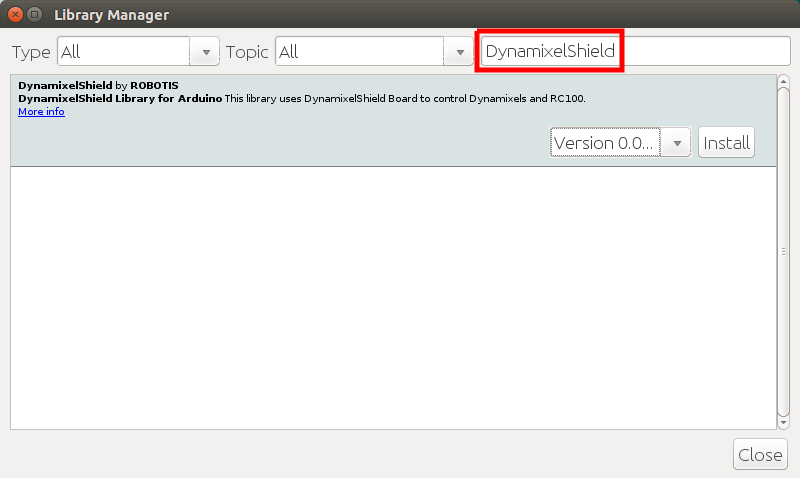 Library Manager
Type All Topic All DynamixelShield
DynamixelShield by ROBOTIS
DynamixelShield Library for Arduino This library uses DynamixelShield Board to control Dynamixels and RC100.
More info
Version 0.0... Install
Close